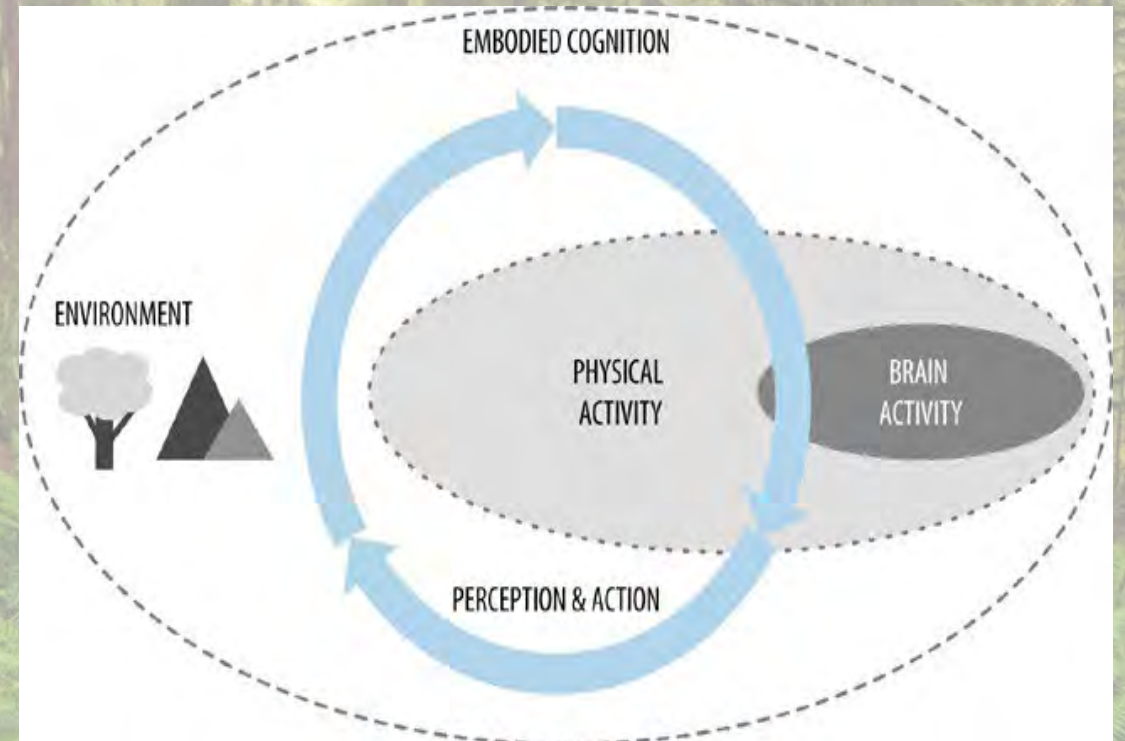 EMBODIED COGNITION
ENVIRONMENT
PHYSICAL
ACTIVITY
BRAIN
ACTIVITY
PERCEPTION & ACTION